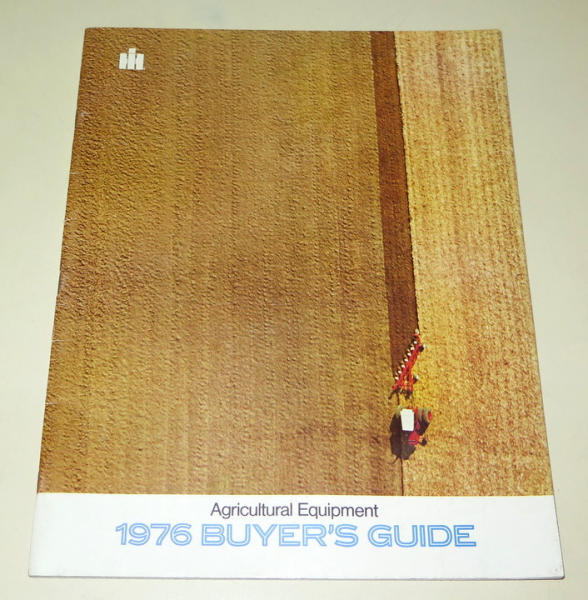 Agricultural Equipment
1976 BUYER'S GUIDE